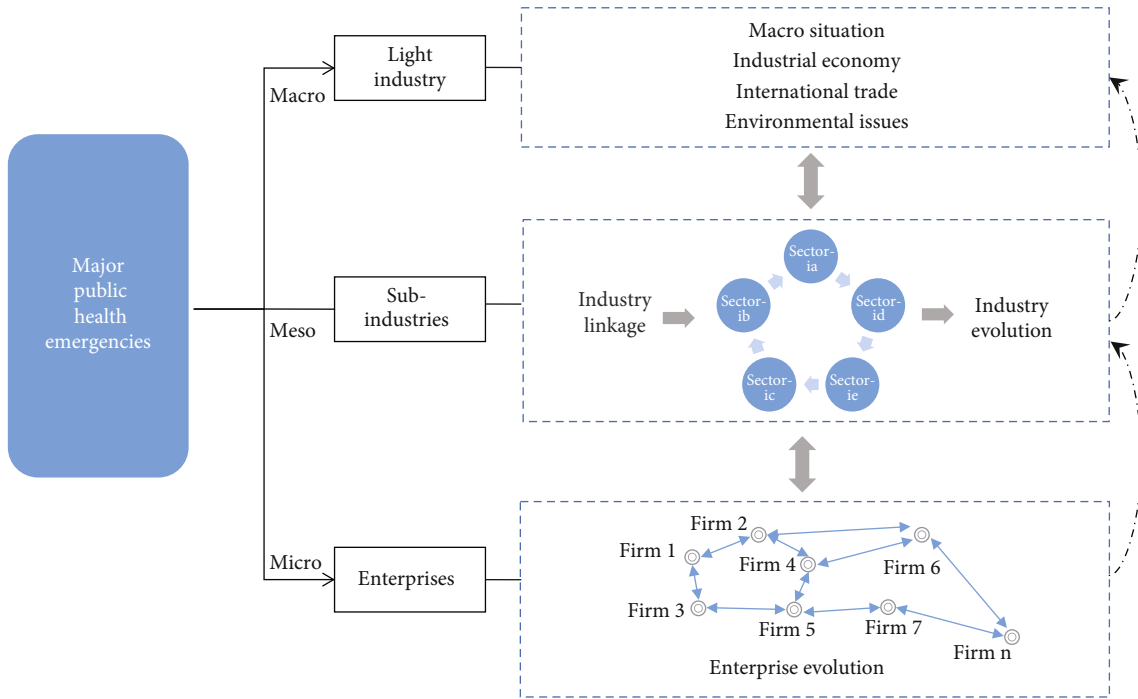 Major
public
health
emergencies
Macro
Meso
Micro
Light
industry
Sub-
industries
Enterprises
Macro situation
Industrial economy
International trade
Environmental issues
Industry
linkage
Sector-
ia
Sector-
ib
Sector-
id
Sector-
ic
Sector-
ie
Industry
evolution
Firm 2
Firm 1
Firm 4
Firm 6
Firm 3
Firm 5
Firm 7
Firm n
Enterprise evolution